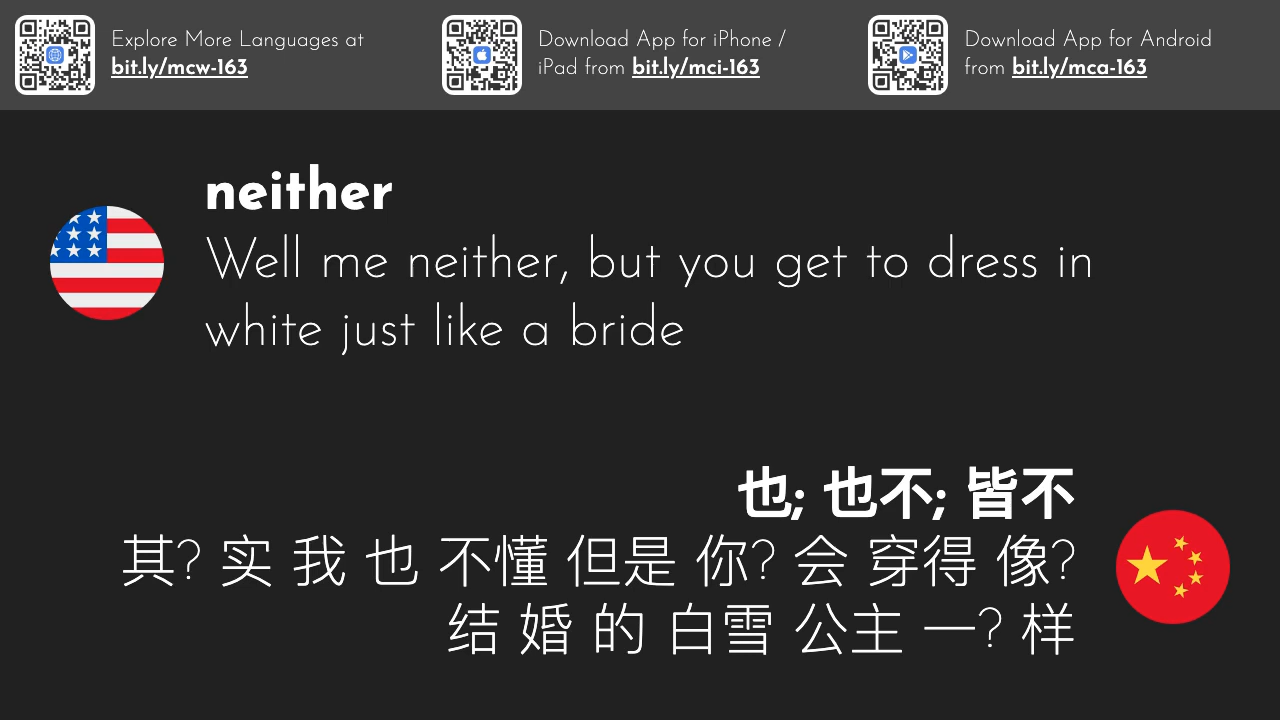 Explore More Languages at
bit.ly/mcw-163
Download App for iPhone /
iPad from bit.ly/mci-163
Download App for Android
from bit.ly/mca-163
neither
Well me neither, but you get to dress in
white just like a bride
也; 也不; 皆不
其? 实 我 也 不懂 但是 你? 会 穿得 像?
结 婚 的 白雪 公主 一? 样